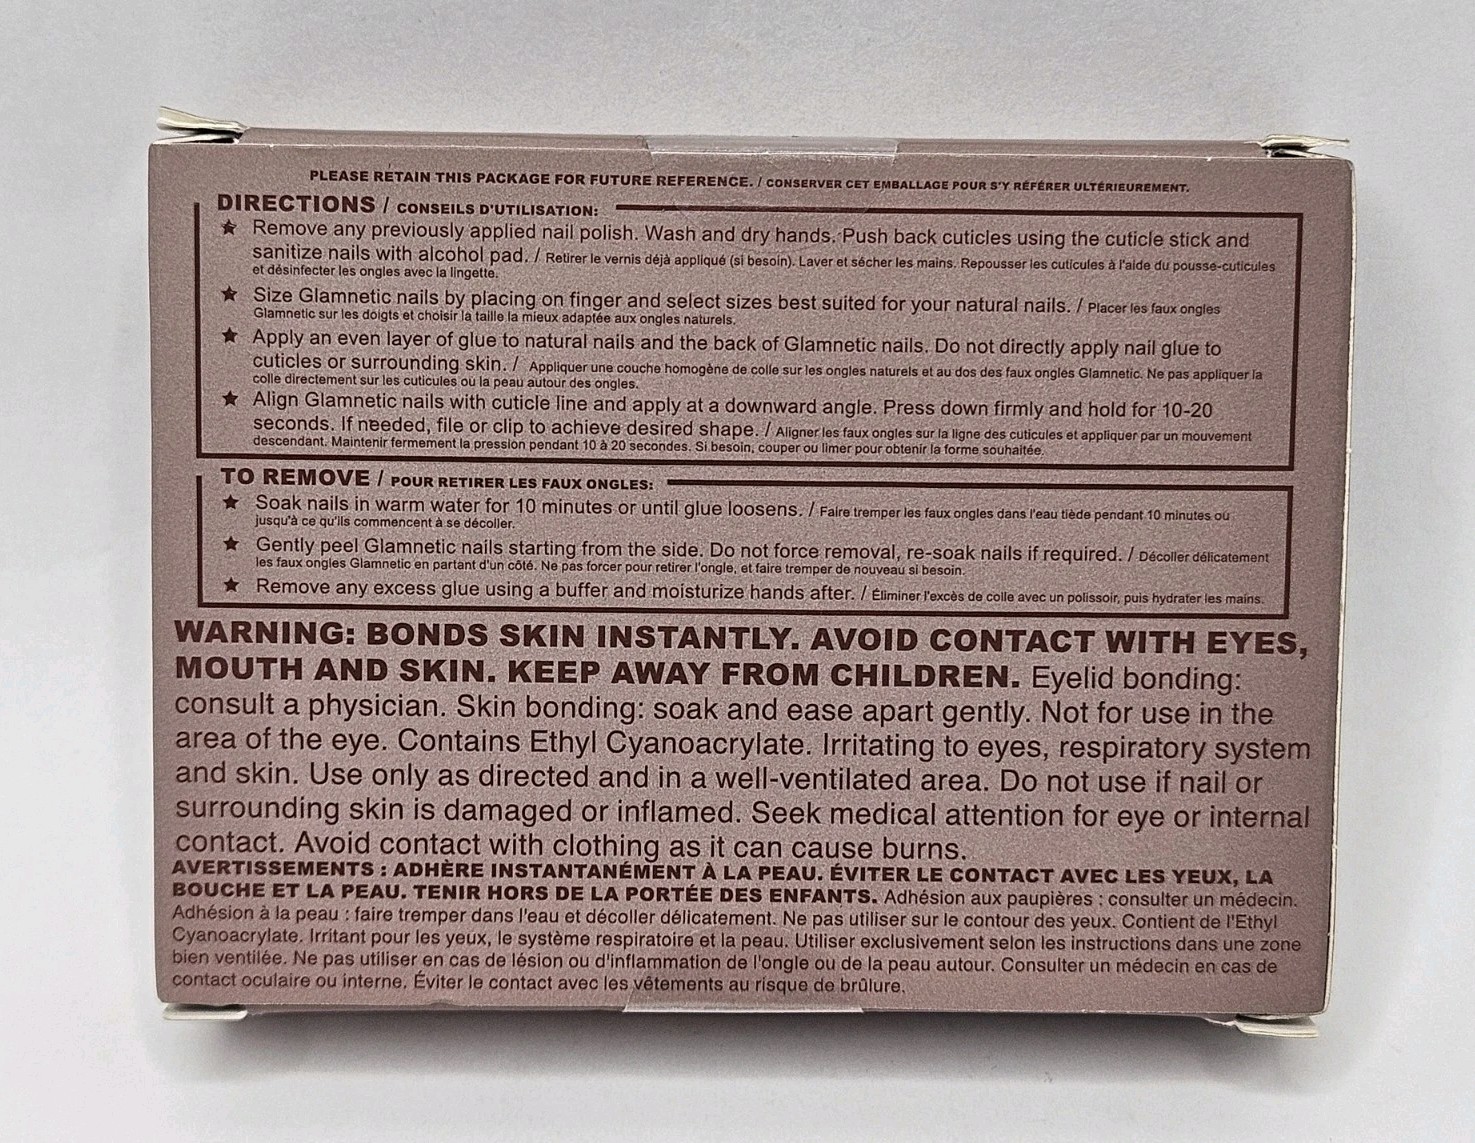 PLEASE RETAIN THIS PACKAGE FOR FUTURE REFERENCE. / CONSERVER CET EMBALLAGE POUR S'Y RÉFÉRER ULTÉRIEUREMENT.
DIRECTIONS / CONSEILS D'UTILISATION:
★ Remove any previously applied nail polish. Wash and dry hands. Push back cuticles using the cuticle stick and
sanitize nails with alcohol pad. / Retirer le vernis déjà appliqué (si besoin). Laver et sécher les mains. Repousser les cuticules à l'aide du pousse-cuticules
et désinfecter les ongles avec la lingette.
★ Size Glamnetic nails by placing on finger and select sizes best suited for your natural nails. / Placer les faux ongles
Glamnetic sur les doigts et choisir la taille la mieux adaptée aux ongles naturels.
★ Apply an even layer of glue to natural nails and the back of Glamnetic nails. Do not directly apply nail glue to
cuticles or surrounding skin. / Appliquer une couche homogène de colle sur les ongles naturels et au dos des faux ongles Glamnetic. Ne pas appliquer la
colle directement sur les cuticules ou la peau autour des ongles.
★ Align Glamnetic nails with cuticle line and apply at a downward angle. Press down firmly and hold for 10-20
seconds. If needed, file or clip to achieve desired shape. / Aligner les faux ongles sur la ligne des cuticules et appliquer par un mouvement
descendant. Maintenir fermement la pression pendant 10 à 20 secondes. Si besoin, couper ou limer pour obtenir la forme souhaitée.
TO REMOVE / POUR RETIRER LES FAUX ONGLES:
★ Soak nails in warm water for 10 minutes or until glue loosens. / Faire tremper les faux ongles dans l'eau tiède pendant 10 minutes ou
jusqu'à ce qu'ils commencent à se décoller.
★ Gently peel Glamnetic nails starting from the side. Do not force removal, re-soak nails if required. / Décoller délicatement
les faux ongles Glamnetic en partant d'un côté. Ne pas forcer pour retirer l'ongle, et faire tremper de nouveau si besoin.
★ Remove any excess glue using a buffer and moisturize hands after. / Éliminer l'excès de colle avec un polissoir, puis hydrater les mains.
WARNING: BONDS SKIN INSTANTLY. AVOID CONTACT WITH EYES,
MOUTH AND SKIN. KEEP AWAY FROM CHILDREN. Eyelid bonding:
consult a physician. Skin bonding: soak and ease apart gently. Not for use in the
area of the eye. Contains Ethyl Cyanoacrylate. Irritating to eyes, respiratory system
and skin. Use only as directed and in a well-ventilated area. Do not use if nail or
surrounding skin is damaged or inflamed. Seek medical attention for eye or internal
contact. Avoid contact with clothing as it can cause burns.
AVERTISSEMENTS : ADHÈRE INSTANTANÉMENT À LA PEAU. ÉVITER LE CONTACT AVEC LES YEUX, LA
BOUCHE ET LA PEAU. TENIR HORS DE LA PORTÉE DES ENFANTS. Adhésion aux paupières : consulter un médecin.
Adhésion à la peau : faire tremper dans l'eau et décoller délicatement. Ne pas utiliser sur le contour des yeux. Contient de l'Ethyl
Cyanoacrylate. Irritant pour les yeux, le système respiratoire et la peau. Utiliser exclusivement selon les instructions dans une zone
bien ventilée. Ne pas utiliser en cas de lésion ou d'inflammation de l'ongle ou de la peau autour. Consulter un médecin en cas de
contact oculaire ou interne. Éviter le contact avec les vêtements au risque de brûlure.